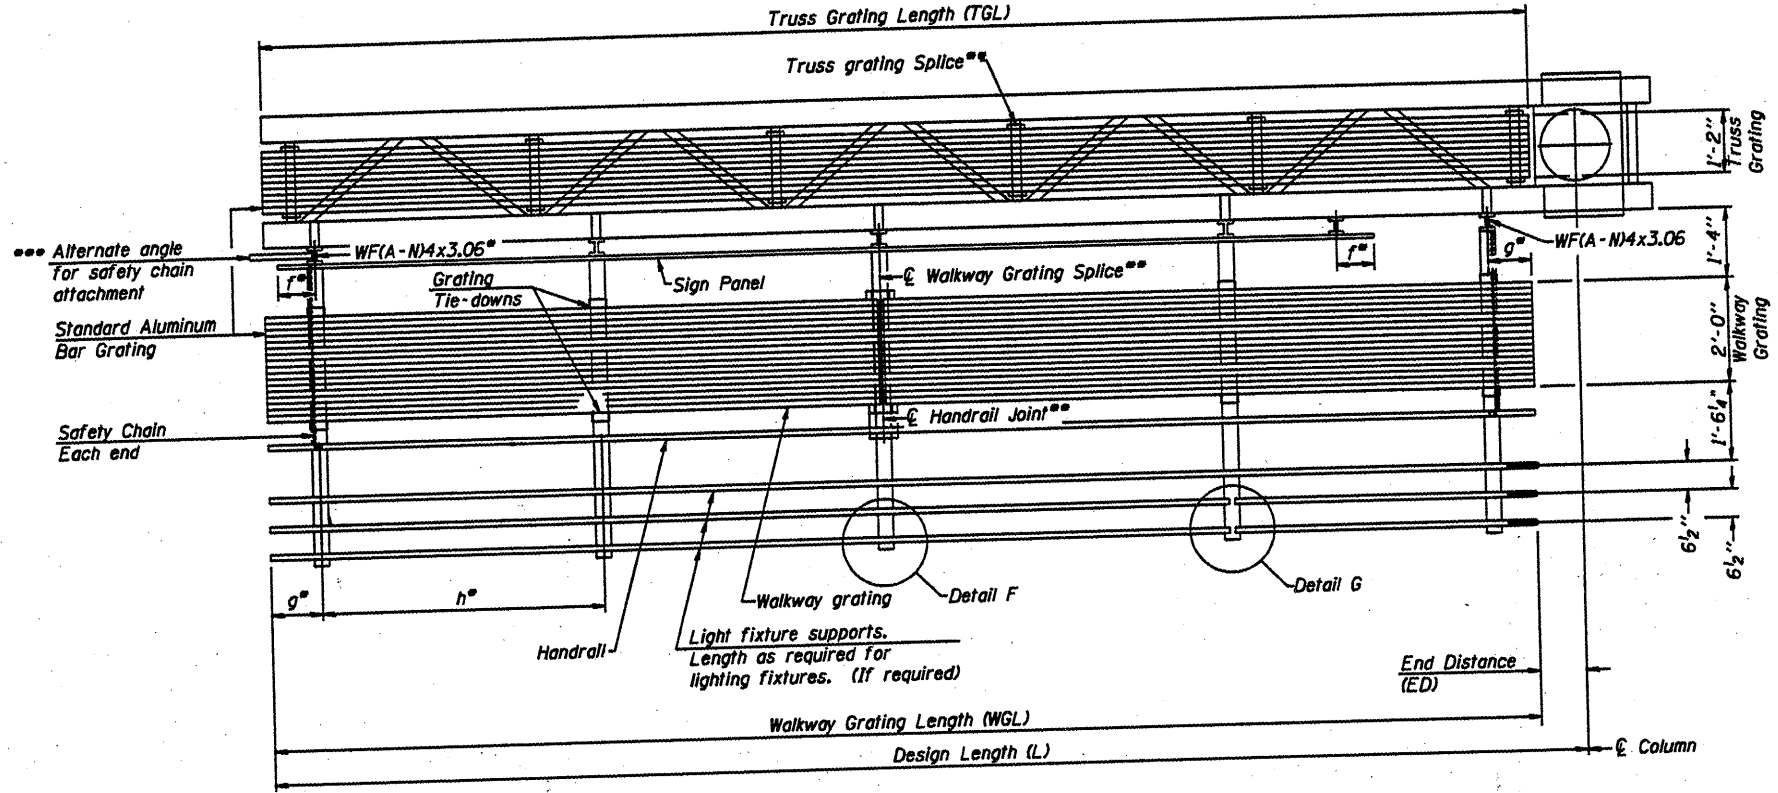 Truss Grating Length (TGL)
Truss grating Splice**
1'-2"
Truss
Grating
*** Alternate angle
for safety chain
attachment
WF(A-N)4x3.06*
WF(A-N)4x3.06
g*
1'-4"
f*
f*
Sign Panel
℄ Walkway Grating Splice**
Grating
Tie-downs
Standard Aluminum
Bar Grating
2'-0"
Walkway
Grating
℄ Handrail Joint**
1'-6¼"
Safety Chain
Each end
6½"
6½"
g*
h*
Walkway grating
Detail F
Detail G
Handrail
Light fixture supports.
Length as required for
lighting fixtures. (If required)
End Distance
(ED)
Walkway Grating Length (WGL)
Design Length (L)
℄ Column